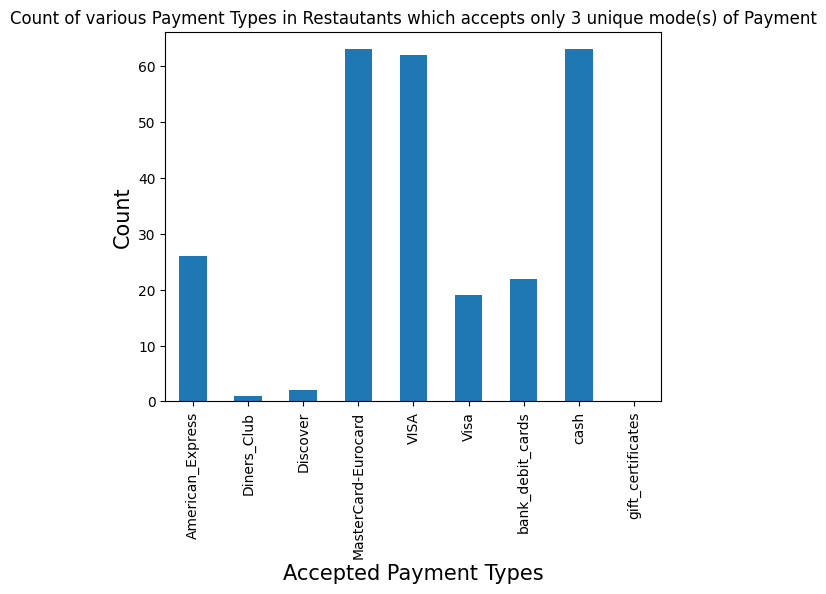 Count of various Payment Types in Restautants which accepts only 3 unique mode(s) of Payment
Count
60
50
40
30
20
10
0
American_Express
Diners_Club
Discover
MasterCard-Eurocard
VISA
Visa
bank_debit_cards
cash
gift_certificates
Accepted Payment Types